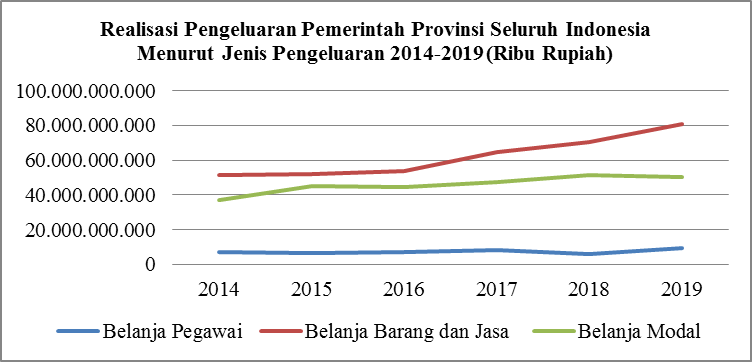 Realisasi Pengeluaran Pemerintah Provinsi Seluruh Indonesia
Menurut Jenis Pengeluaran 2014-2019 (Ribu Rupiah)
100.000.000.000
80.000.000.000
60.000.000.000
40.000.000.000
20.000.000.000
0
2014 2015 2016 2017 2018 2019
Belanja Pegawai Belanja Barang dan Jasa Belanja Modal